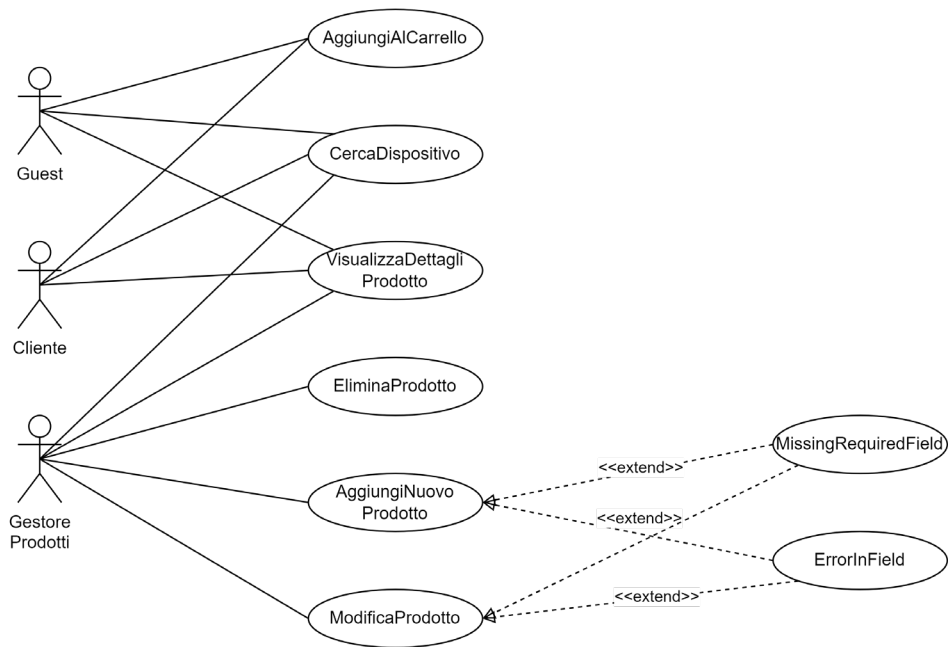 AggiungiAlCarrello
Guest
CercaDispositivo
VisualizzaDettagli
Prodotto
Cliente
EliminaProdotto
MissingRequiredField
<<extend>>
AggiungiNuovo
Prodotto
Gestore
Prodotti
<<extend>>
ErrorInField
<<extend>>
ModificaProdotto